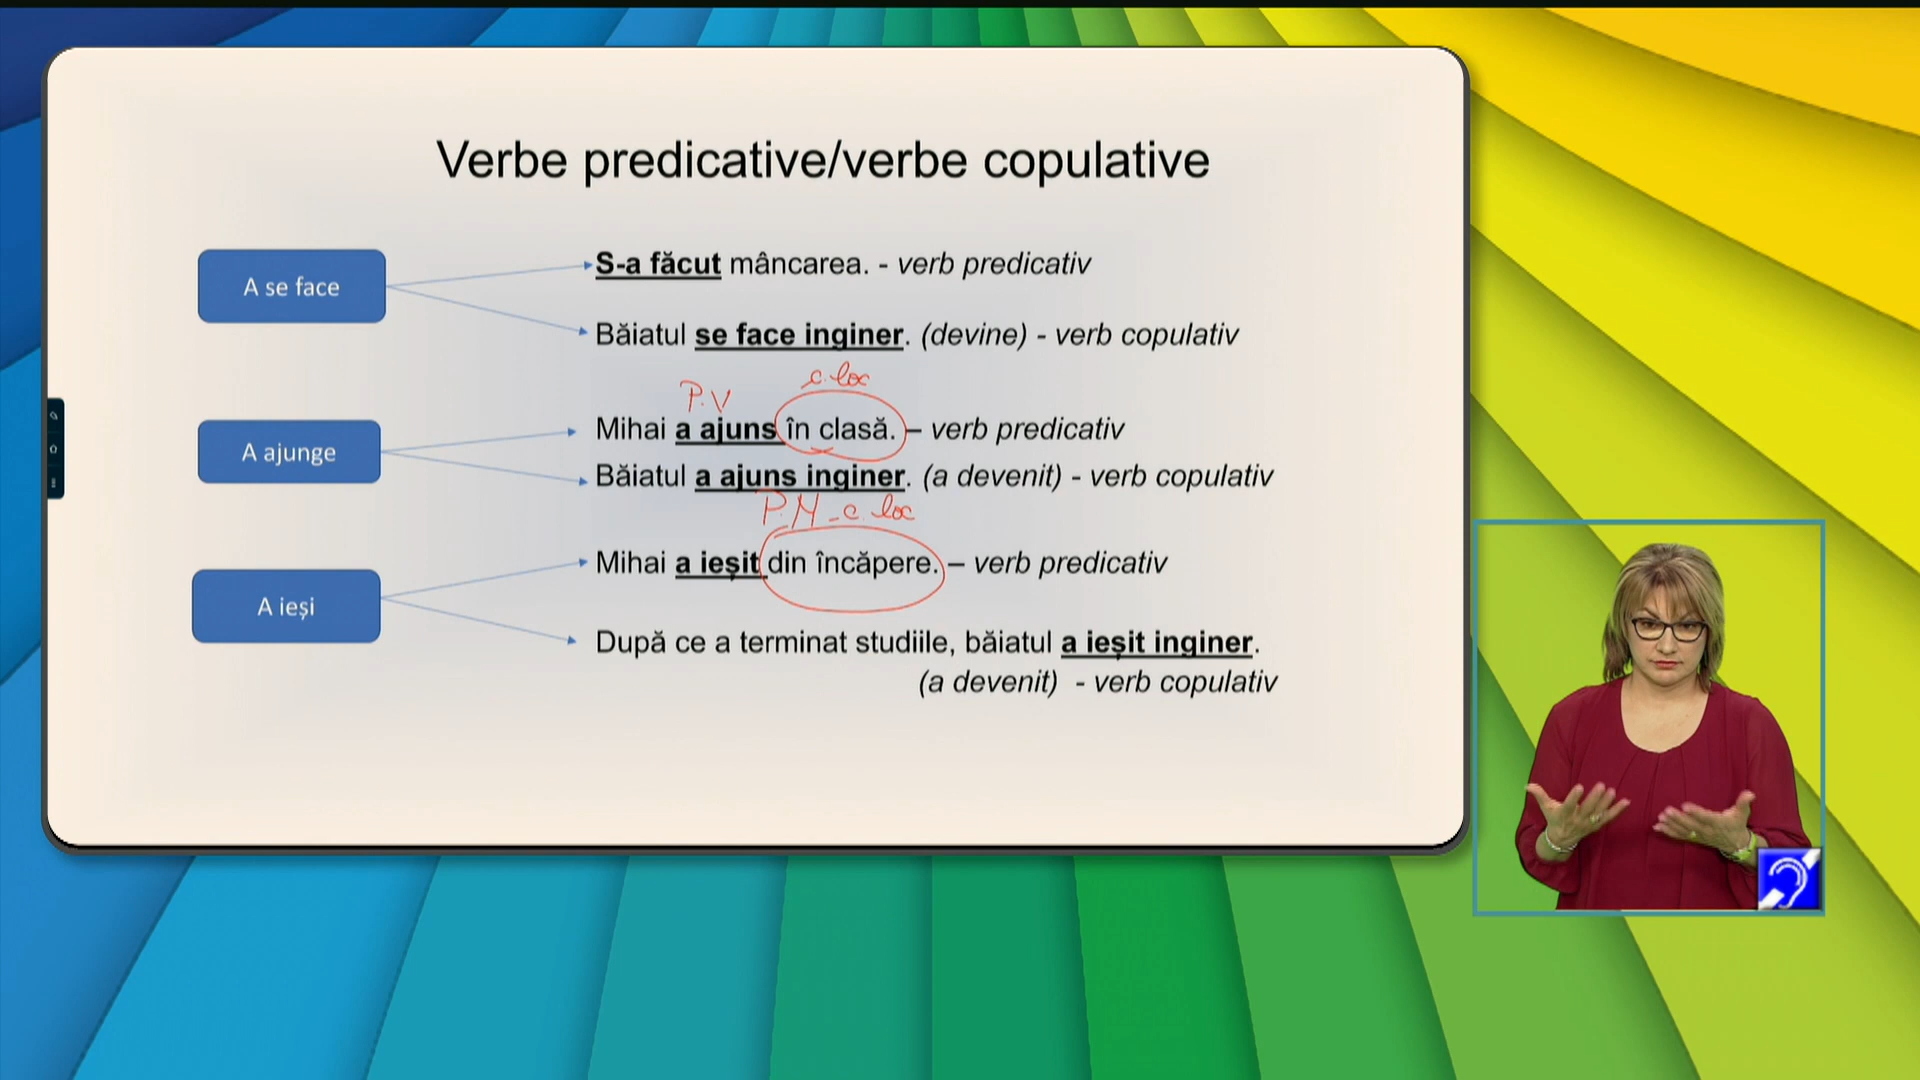 Verbe predicative/verbe copulative
A se face
S-a făcut mâncarea. - verb predicativ
Băiatul se face inginer. (devine) - verb copulativ
c. loc
P.V
A ajunge
Mihai a ajuns în clasă. – verb predicativ
Băiatul a ajuns inginer. (a devenit) - verb copulativ
P.N - c. loc
A ieși
Mihai a ieșit din încăpere. – verb predicativ
După ce a terminat studiile, băiatul a ieșit inginer.
(a devenit) - verb copulativ